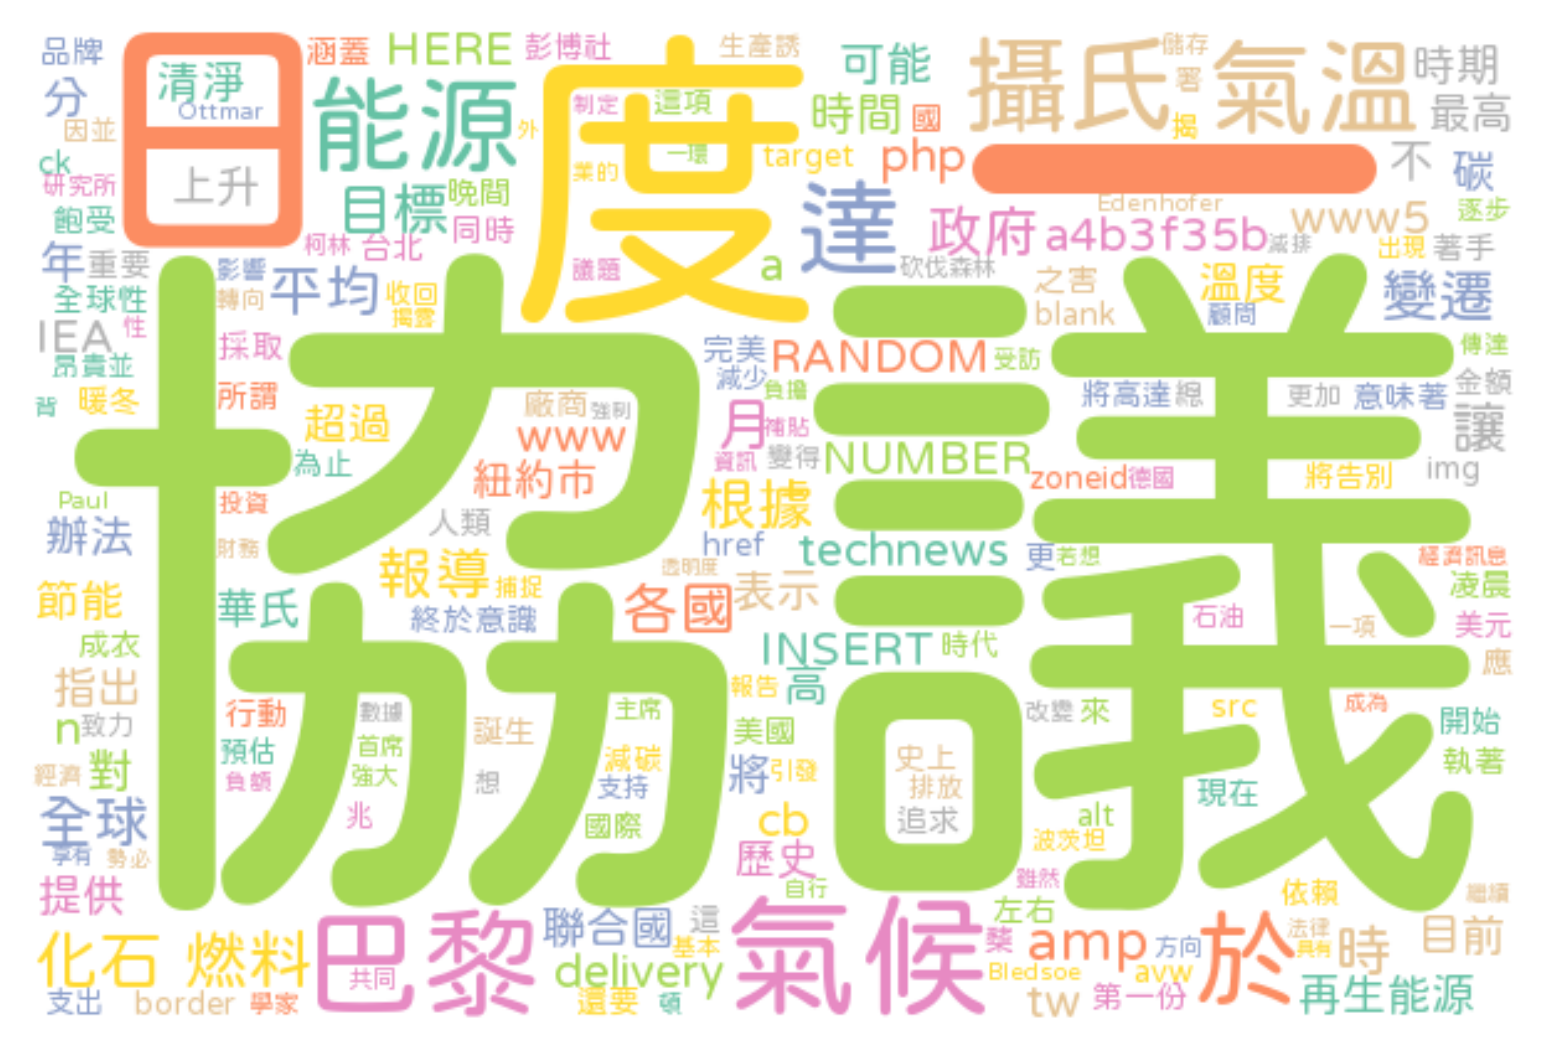 品牌 日 清淨 涵蓋 HERE 彭博社 度 生產誘 可能 攝氏 儲存 氣溫 時期
分 Ottmar 能源 制定 這項 時間 國 署 最高
因並 外 一環 target php 揭 一 不 碳
ck 上升 業的
研究所 目標 晚間 達 Edenhofer www5 逐步
飽受 柯林 台北 同時 政府 a4b3f35b 減排 出現 著手
年 重要 影響 平均 議題 a 砍伐森林 之害 溫度 變遷
全球性 轉向 收回 blank 顧問
IEA 性 採取 揭露 協議 完美 RANDOM 受訪 傳達
昂貴並 減少 負擔 將高達 總 更加 意味著 金額
背 暖冬 所謂 超過 廠商 強制 月 補貼 讓
為止 www 資訊 變得 NUMBER zoneid 德國 將告別 img
Paul 投資 紐約市 根據
辦法 人類 href technews 更 若想 經濟訊息
財務 報導 捕捉 透明度 凌晨
節能 華氏 終於意識 各國 表示 石油 一項 美元
成衣 INSERT 時代 應
指出 行動 數據 主席 報告 高 src 成為
n 致力 預估 首席 誕生 減碳 美國 改變 來 開始
經濟 對 負額 強大 想 支持 將 引發 史上 排放 現在 執著
全球 兆 國際 cb 追求 alt
享有 勢必 歷史 波茨坦
提供 自行 雖然 依賴 繼續
化石 燃料 巴黎 共同 聯合國 這 基本 氣候 左右 蘖 amp 方向 於 法律 具有 時 目前
delivery Bledsoe avw
支出 border 學家 還要 頓 tw 第一份 再生能源